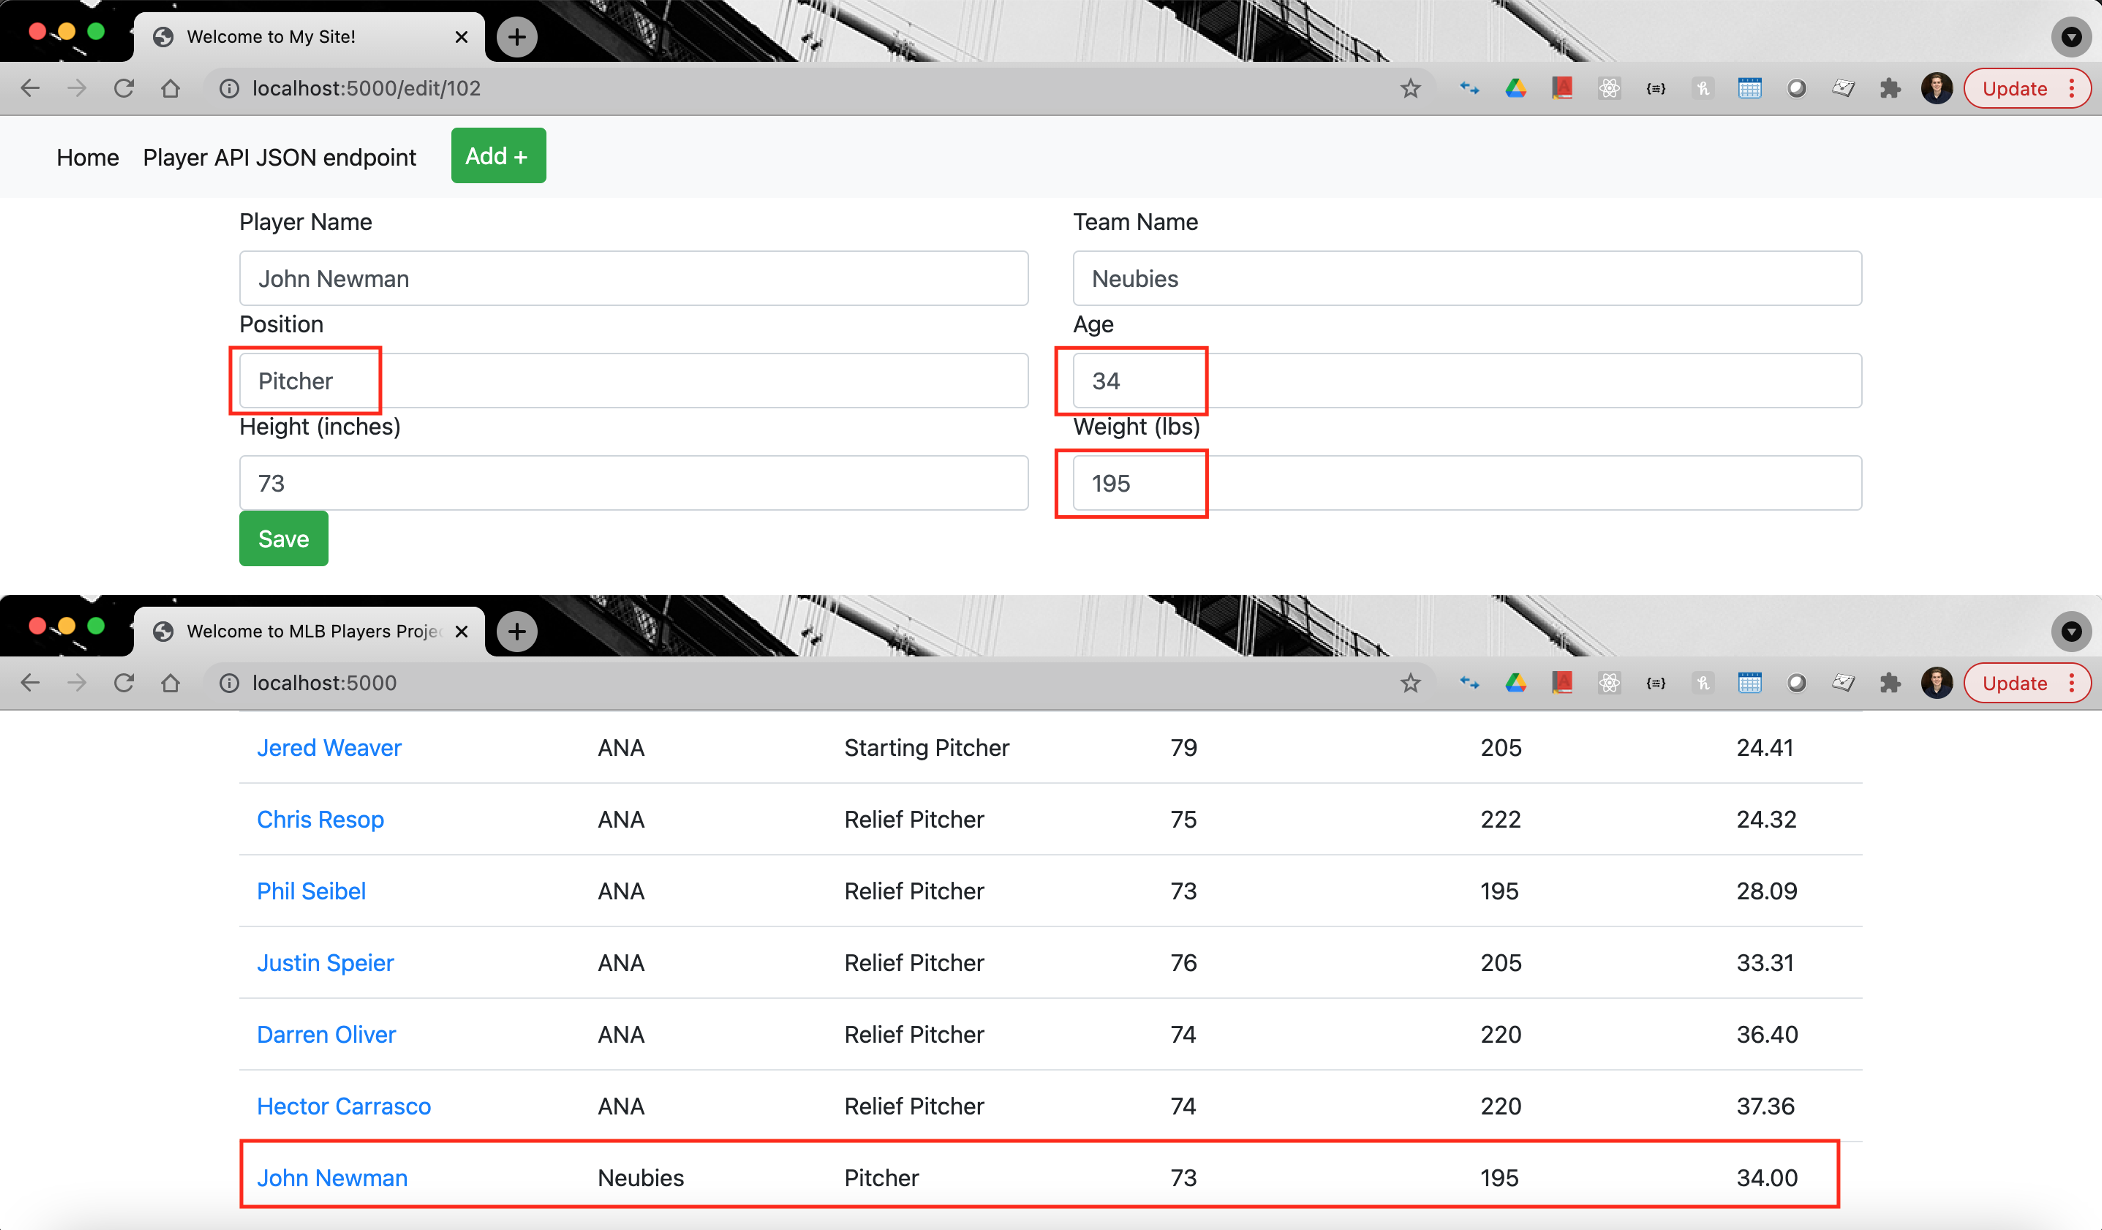 Welcome to My Site!
localhost:5000/edit/102
Update
Home Player API JSON endpoint Add +
Player Name Team Name
John Newman Neubies
Position Age
Pitcher 34
Height (inches) Weight (lbs)
73 195
Save
Welcome to MLB Players Proje
localhost:5000
Update
Jered Weaver ANA Starting Pitcher 79 205 24.41
Chris Resop ANA Relief Pitcher 75 222 24.32
Phil Seibel ANA Relief Pitcher 73 195 28.09
Justin Speier ANA Relief Pitcher 76 205 33.31
Darren Oliver ANA Relief Pitcher 74 220 36.40
Hector Carrasco ANA Relief Pitcher 74 220 37.36
John Newman Neubies Pitcher 73 195 34.00